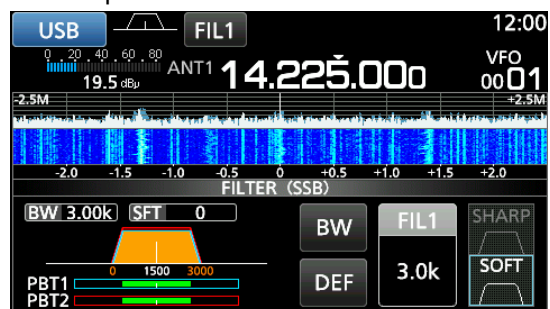 USB FIL1 12:00
0 20 40 60 80
19.5 dBµ ANT1 14.225.000 VFO 0001
-2.5M +2.5M
-2.0 -1.5 -1.0 -0.5 0 +0.5 +1.0 +1.5 +2.0
FILTER (SSB)
BW 3.00k SFT 0 BW FIL1 SHARP
0 1500 3000
3.0k SOFT
PBT1 DEF
PBT2